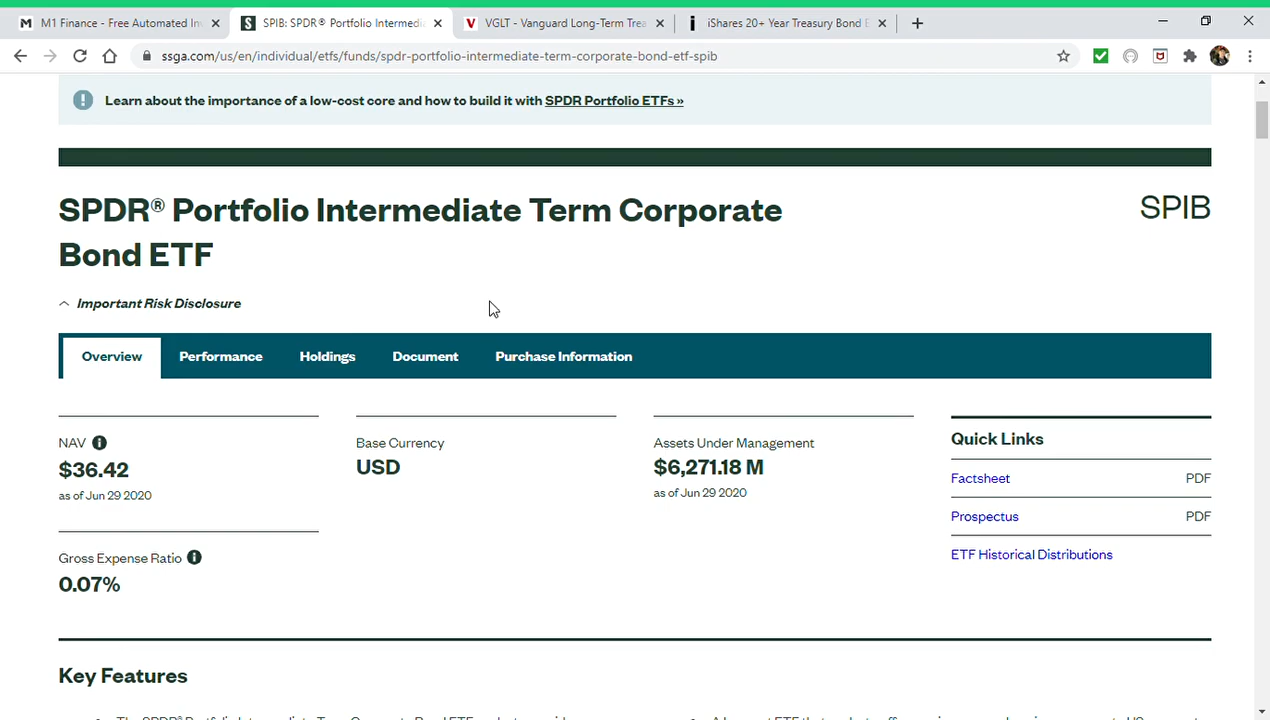 M1 Finance - Free Automated Inv
SPIB: SPDR® Portfolio Intermedia
VGLT - Vanguard Long-Term Trea
iShares 20+ Year Treasury Bond E
ssga.com/us/en/individual/etfs/funds/spdr-portfolio-intermediate-term-corporate-bond-etf-spib
Learn about the importance of a low-cost core and how to build it with SPDR Portfolio ETFs »
SPDR® Portfolio Intermediate Term Corporate
Bond ETF
SPIB
Important Risk Disclosure
Overview Performance Holdings Document Purchase Information
NAV
$36.42
as of Jun 29 2020
Base Currency
USD
Assets Under Management
$6,271.18 M
as of Jun 29 2020
Quick Links
Factsheet PDF
Prospectus PDF
ETF Historical Distributions
Gross Expense Ratio
0.07%
Key Features